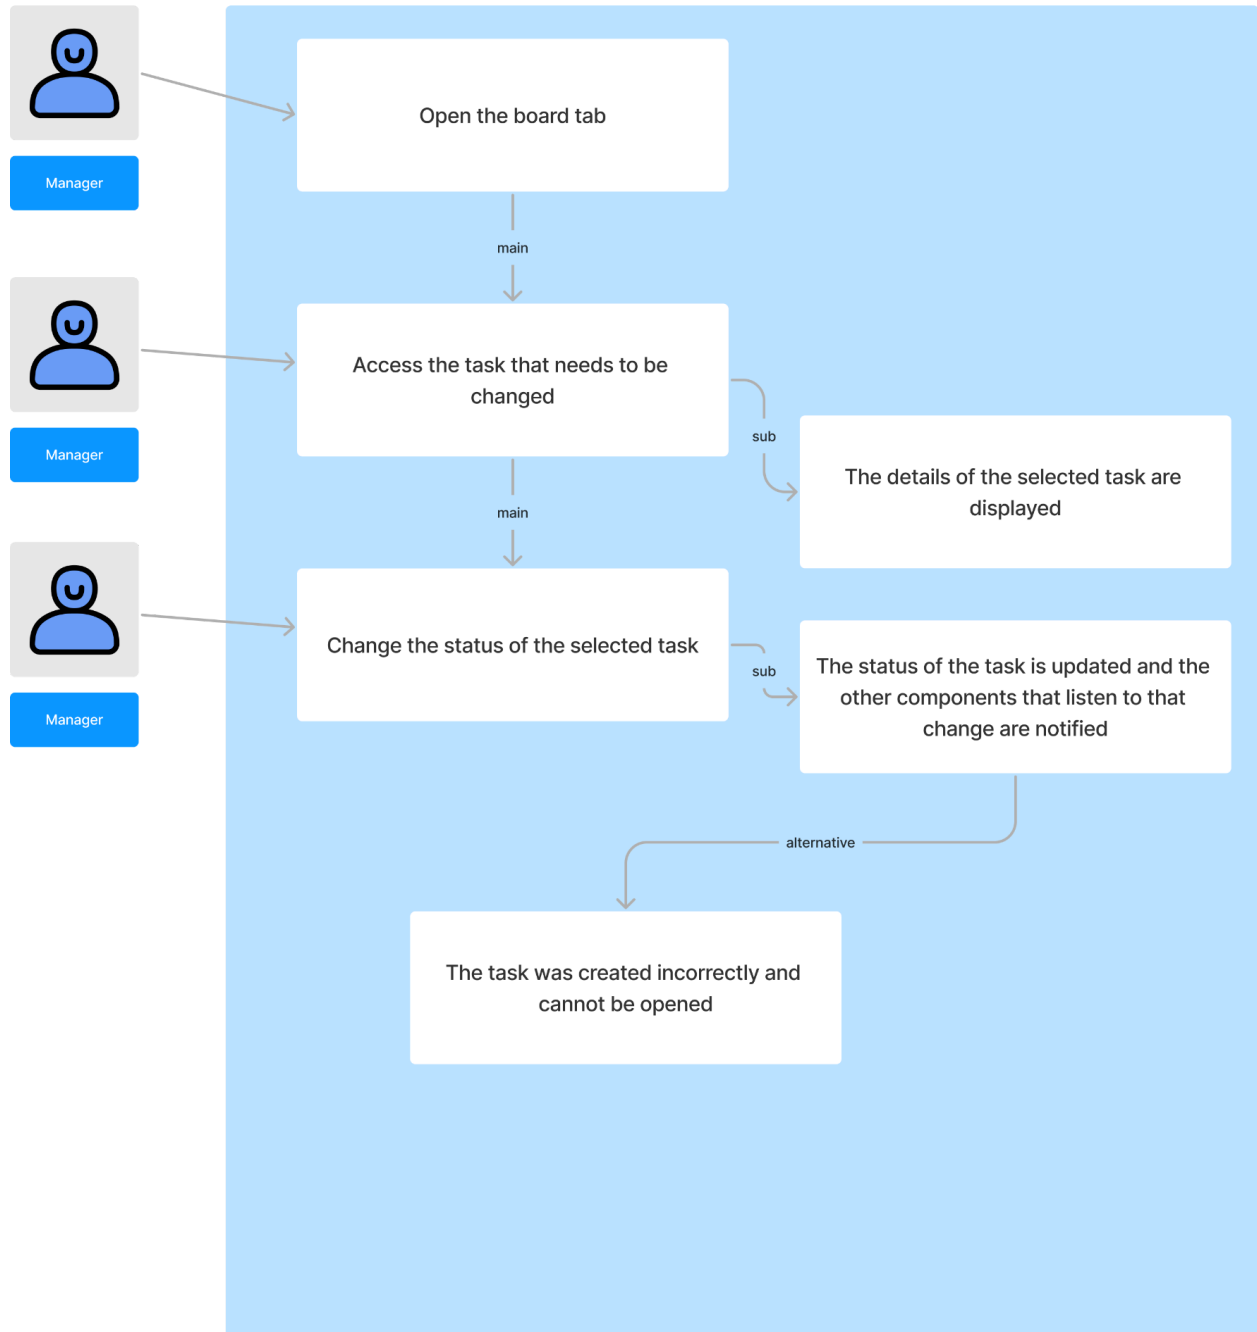 Open the board tab
Manager
main
Access the task that needs to be
changed
Manager
sub
The details of the selected task are
displayed
main
Change the status of the selected task
Manager
sub
The status of the task is updated and the
other components that listen to that
change are notified
alternative
The task was created incorrectly and
cannot be opened